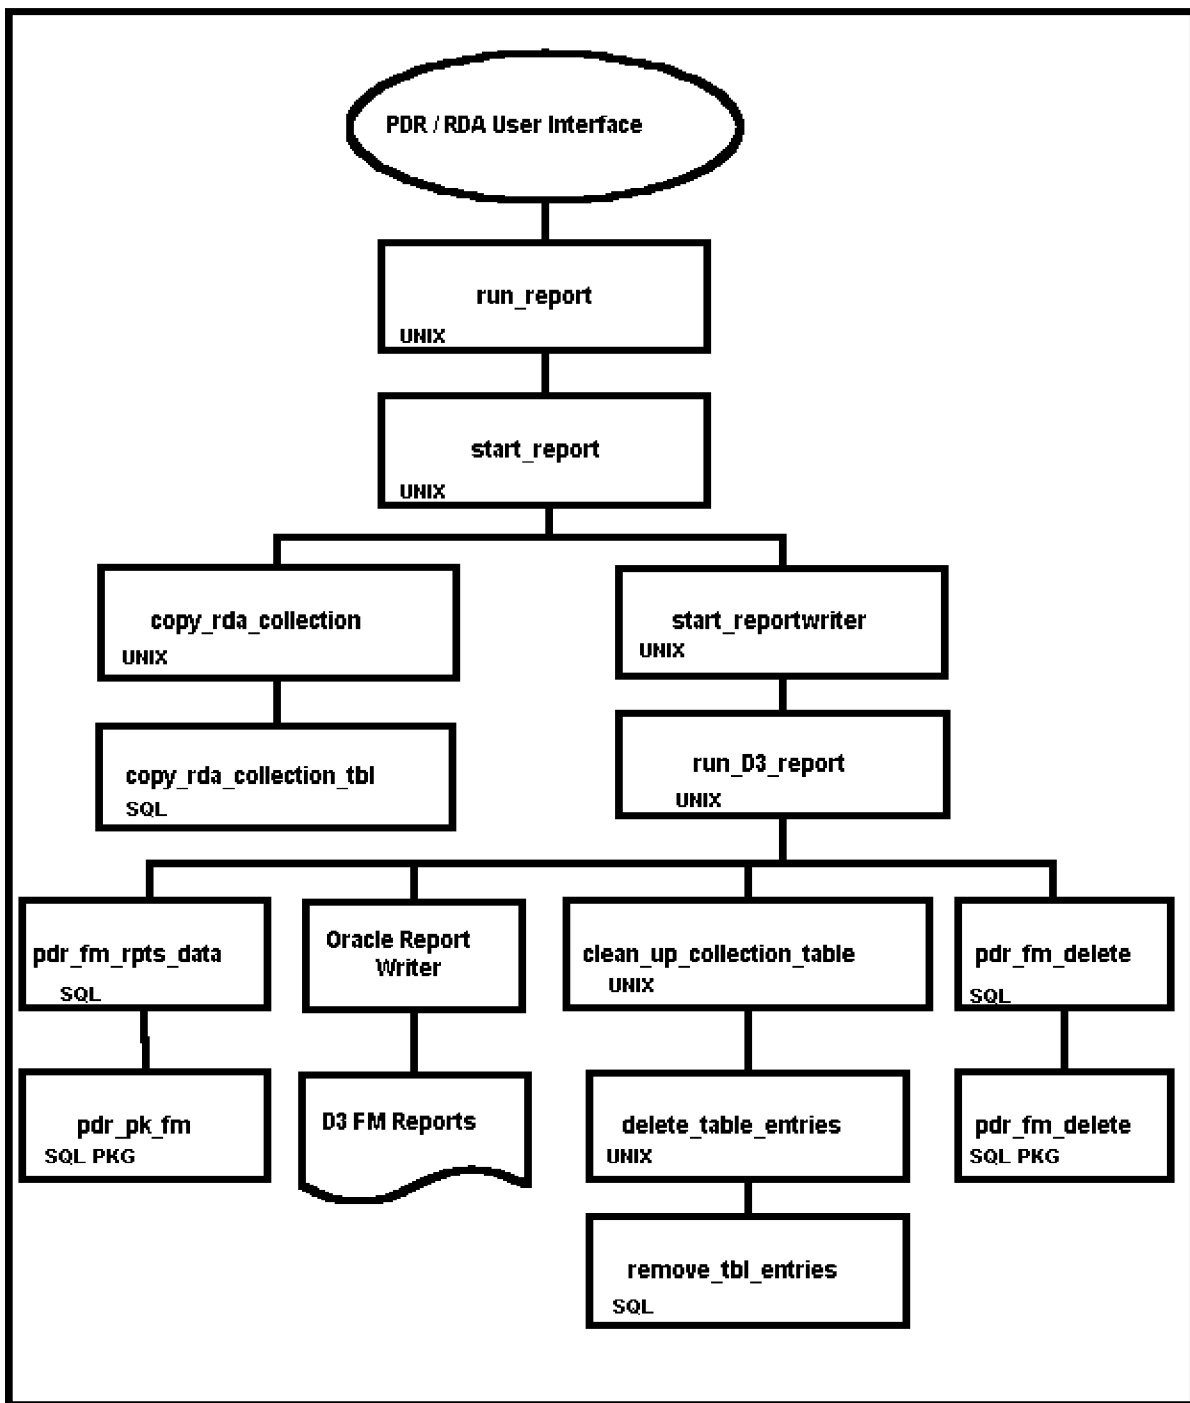 PDR / RDA User Interface
run_report
UNIX
start_report
UNIX
copy_rda_collection
UNIX
start_reportwriter
UNIX
copy_rda_collection_tbl
SQL
run_D3_report
UNIX
pdr_fm_rpts_data
SQL
Oracle Report
Writer
clean_up_collection_table
UNIX
pdr_fm_delete
SQL
pdr_pk_fm
SQL PKG
D3 FM Reports
delete_table_entries
UNIX
pdr_fm_delete
SQL PKG
remove_tbl_entries
SQL